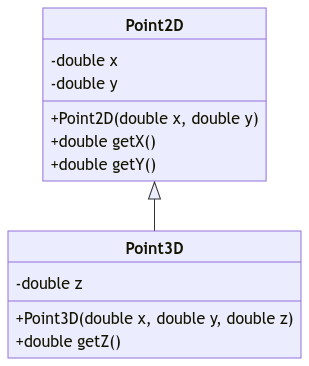 Point2D
-double x
-double y
+Point2D(double x, double y)
+double getX()
+double getY()
Point3D
-double z
+Point3D(double x, double y, double z)
+double getZ()